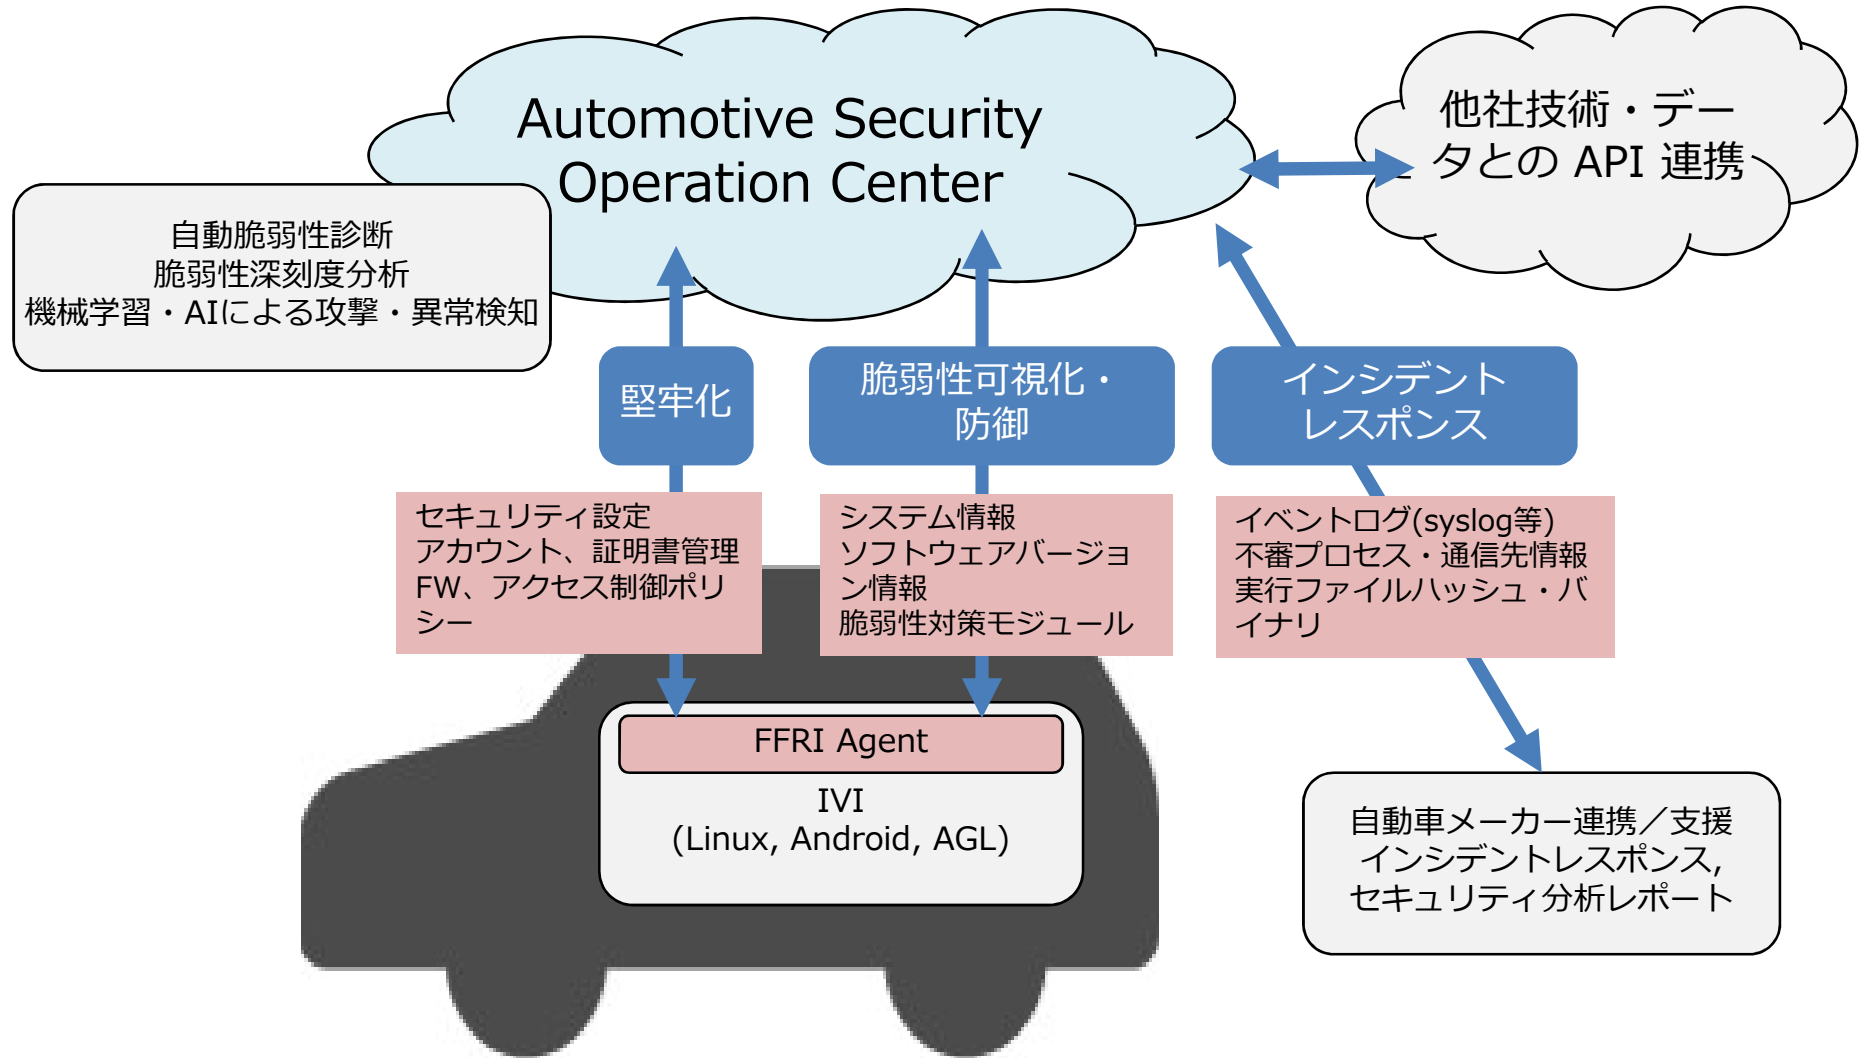 Automotive Security
Operation Center
他社技術・デー
タとの API 連携
自動脆弱性診断
脆弱性深刻度分析
機械学習・AIによる攻撃・異常検知
堅牢化
脆弱性可視化・
防御
インシデント
レスポンス
セキュリティ設定
アカウント、証明書管理
FW、アクセス制御ポリ
シー
システム情報
ソフトウェアバージョ
ン情報
脆弱性対策モジュール
イベントログ(syslog等)
不審プロセス・通信先情報
実行ファイルハッシュ・バ
イナリ
FFRI Agent
IVI
(Linux, Android, AGL)
自動車メーカー連携／支援
インシデントレスポンス,
セキュリティ分析レポート